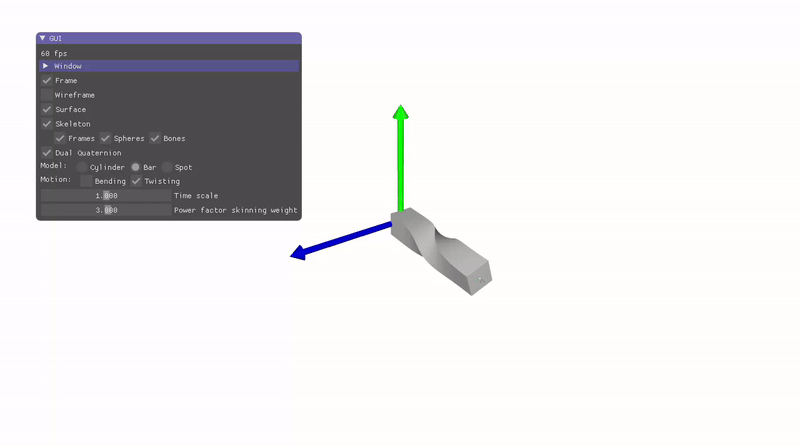 GUI
60 fps
Window
Frame
Wireframe
Surface
Skeleton
Frames Spheres Bones
Dual Quaternion
Model: Cylinder Bar Spot
Motion: Bending Twisting
1.000 Time scale
3.000 Power factor skinning weight